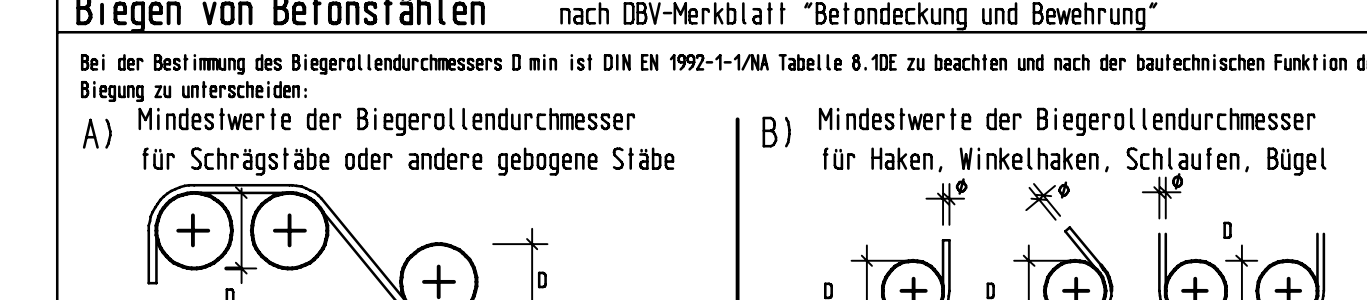 Biegen von Betonstählen nach DBV-Merkblatt "Betondeckung und Bewehrung"
Bei der Bestimmung des Biegerollendurchmessers D min ist DIN EN 1992-1-1/NA Tabelle 8.1DE zu beachten und nach der bautechnischen Funktion
Biegung zu unterscheiden:
A) Mindestwerte der Biegerollendurchmesser
für Schrägstäbe oder andere gebogene Stäbe
B) Mindestwerte der Biegerollendurchmesser
für Haken, Winkelhaken, Schlaufen, Bügel
ø ø ø
D
D
D D
D